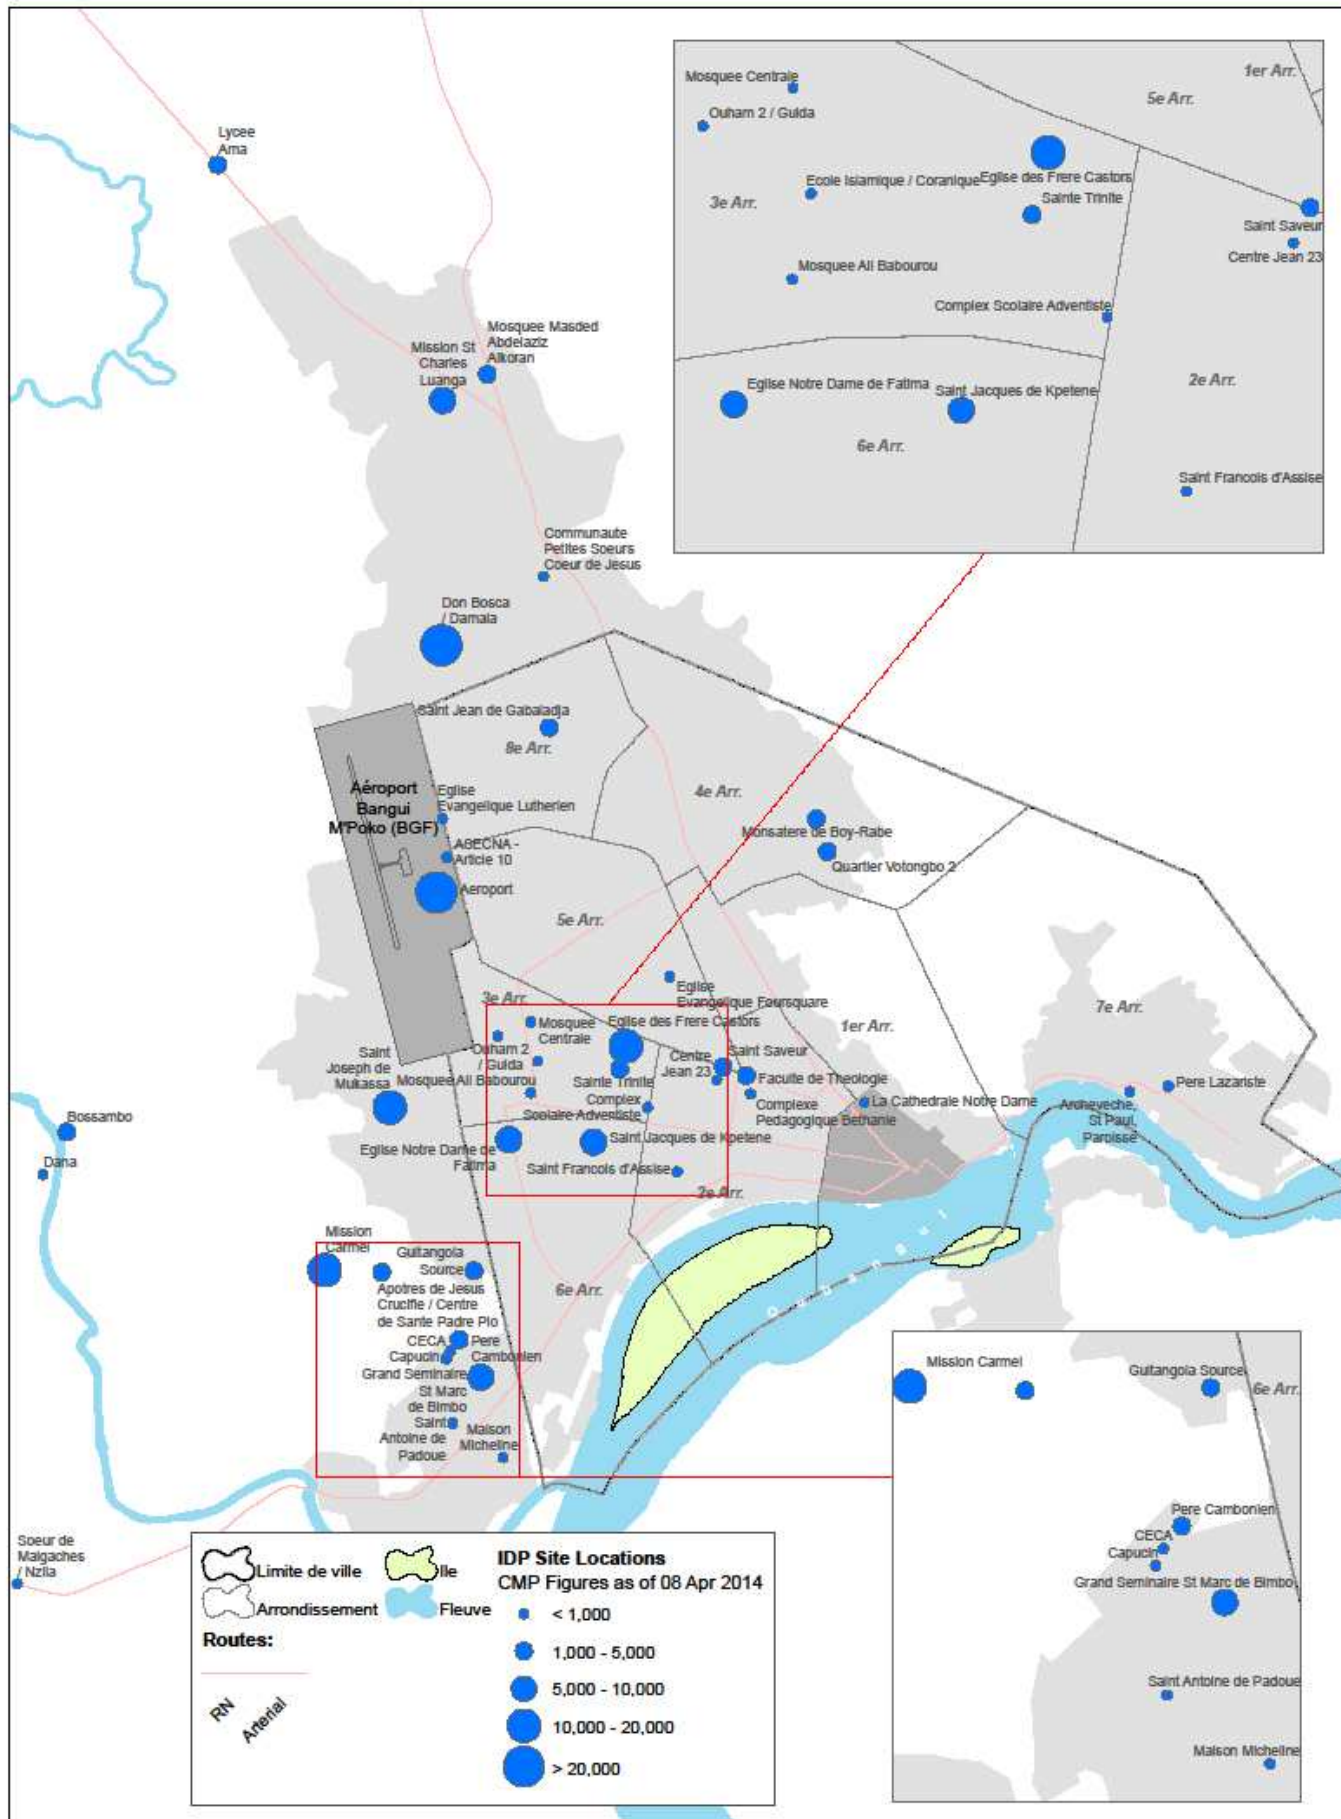 Mosquee Centrale
Ouham 2 / Guida
1er Arr.
5e Arr.
3e Arr.
Ecole Islamique / Coranique
Eglise des Frere Castors
Sainte Trinite
Saint Saveur
Centre Jean 23
Mosquee Ali Babourou
Complex Scolaire Adventiste
2e Arr.
Eglise Notre Dame de Fatima
Saint Jacques de Kpetene
6e Arr.
Saint Francois d'Assise
Lycee
Ama
Mosquee Masded
Abdelaziz
Alkoran
Mission St
Charles
Luanga
Communaute
Petites Soeurs
Coeur de Jesus
Don Bosca
/ Damala
Saint Jean de Gabaladja
8e Arr.
Aéroport
Bangui
M'Poko (BGF)
Eglise
Evangelique Lutherien
ASECNA -
Article 10
Aeroport
4e Arr.
Monsatere de Boy-Rabe
Quartier Votongbo 2
5e Arr.
Eglise
Evangelique Foursquare
3e Arr.
Mosquee
Centrale
Eglise des Frere Castors
Ouham 2
/ Guida
Saint
Joseph de
Mukassa
Mosquee Ali Babourou
Sainte Trinite
Complex
Scolaire Adventiste
Centre
Jean 23
Saint Saveur
Faculte de Theologie
Complexe
Pedagogique Bethanie
1er Arr.
La Cathedrale Notre Dame
7e Arr.
Pere Lazariste
Archeveche,
St Paul,
Paroisse
Bossambo
Dana
Eglise Notre Dame de
Fatima
Saint Jacques de Kpetene
Saint Francois d'Assise
2e Arr.
Mission
Carmel
Guitangola
Source
Apotres de Jesus
Crucifie / Centre
de Sante Padre Pio
6e Arr.
CECA
Pere
Cambonien
Capucin
Grand Seminaire
St Marc
de Bimbo
Saint
Antoine de
Padoue
Maison
Micheline
Mission Carmel
Guitangola Source
6e Arr.
Pere Cambonien
CECA
Capucin
Grand Seminaire St Marc de Bimbo
Saint Antoine de Padoue
Maison Micheline
Soeur de
Malgaches
/ Nzila
Limite de ville
Ile
Arrondissement
Fleuve
Routes:
RN
Arterial
IDP Site Locations
CMP Figures as of 08 Apr 2014
< 1,000
1,000 - 5,000
5,000 - 10,000
10,000 - 20,000
> 20,000